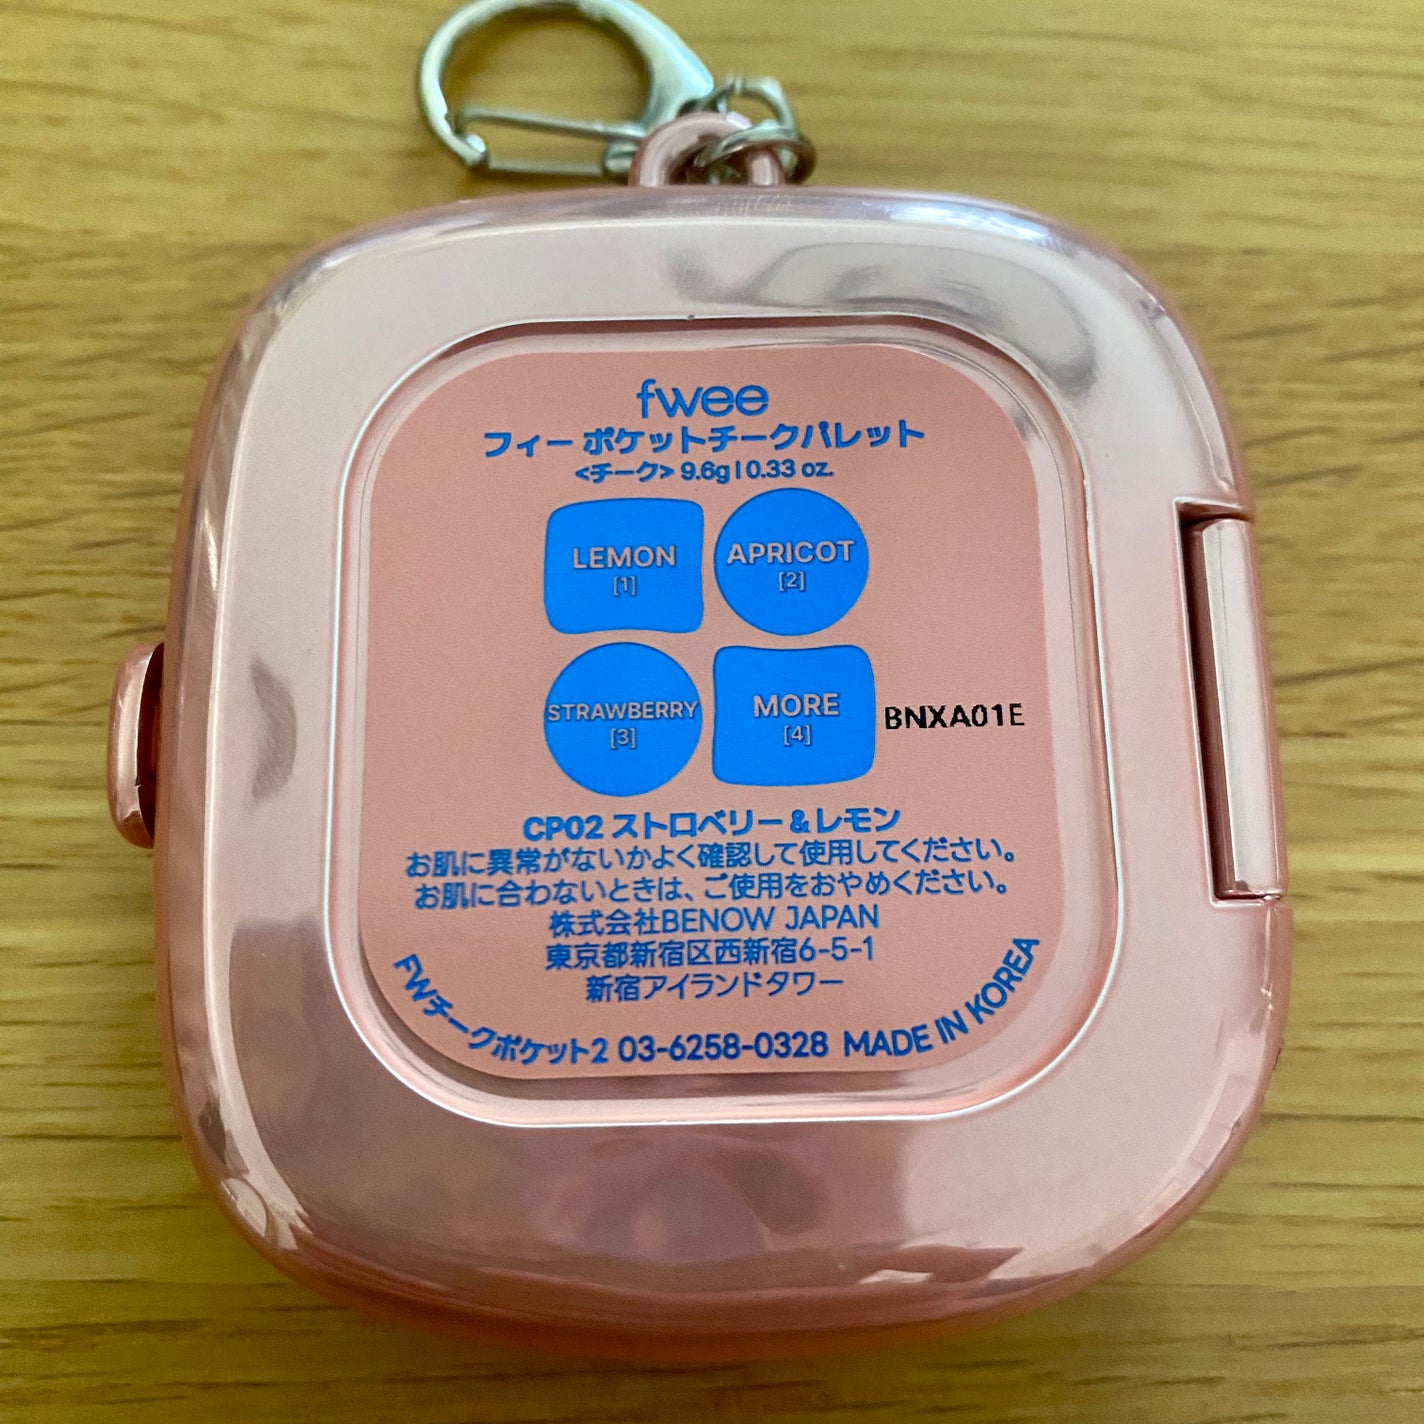 fwee
フィー ポケットチークパレット
<チーク> 9.6g | 0.33 oz.
LEMON
[1]
APRICOT
[2]
STRAWBERRY
[3]
MORE
[4]
BNXA01E
CP02 ストロベリー&レモン
お肌に異常がないかよく確認して使用してください。
お肌に合わないときは、ご使用をおやめください。
株式会社BENOW JAPAN
東京都新宿区西新宿6-5-1
新宿アイランドタワー
FWチークポケット2 03-6258-0328 MADE IN KOREA